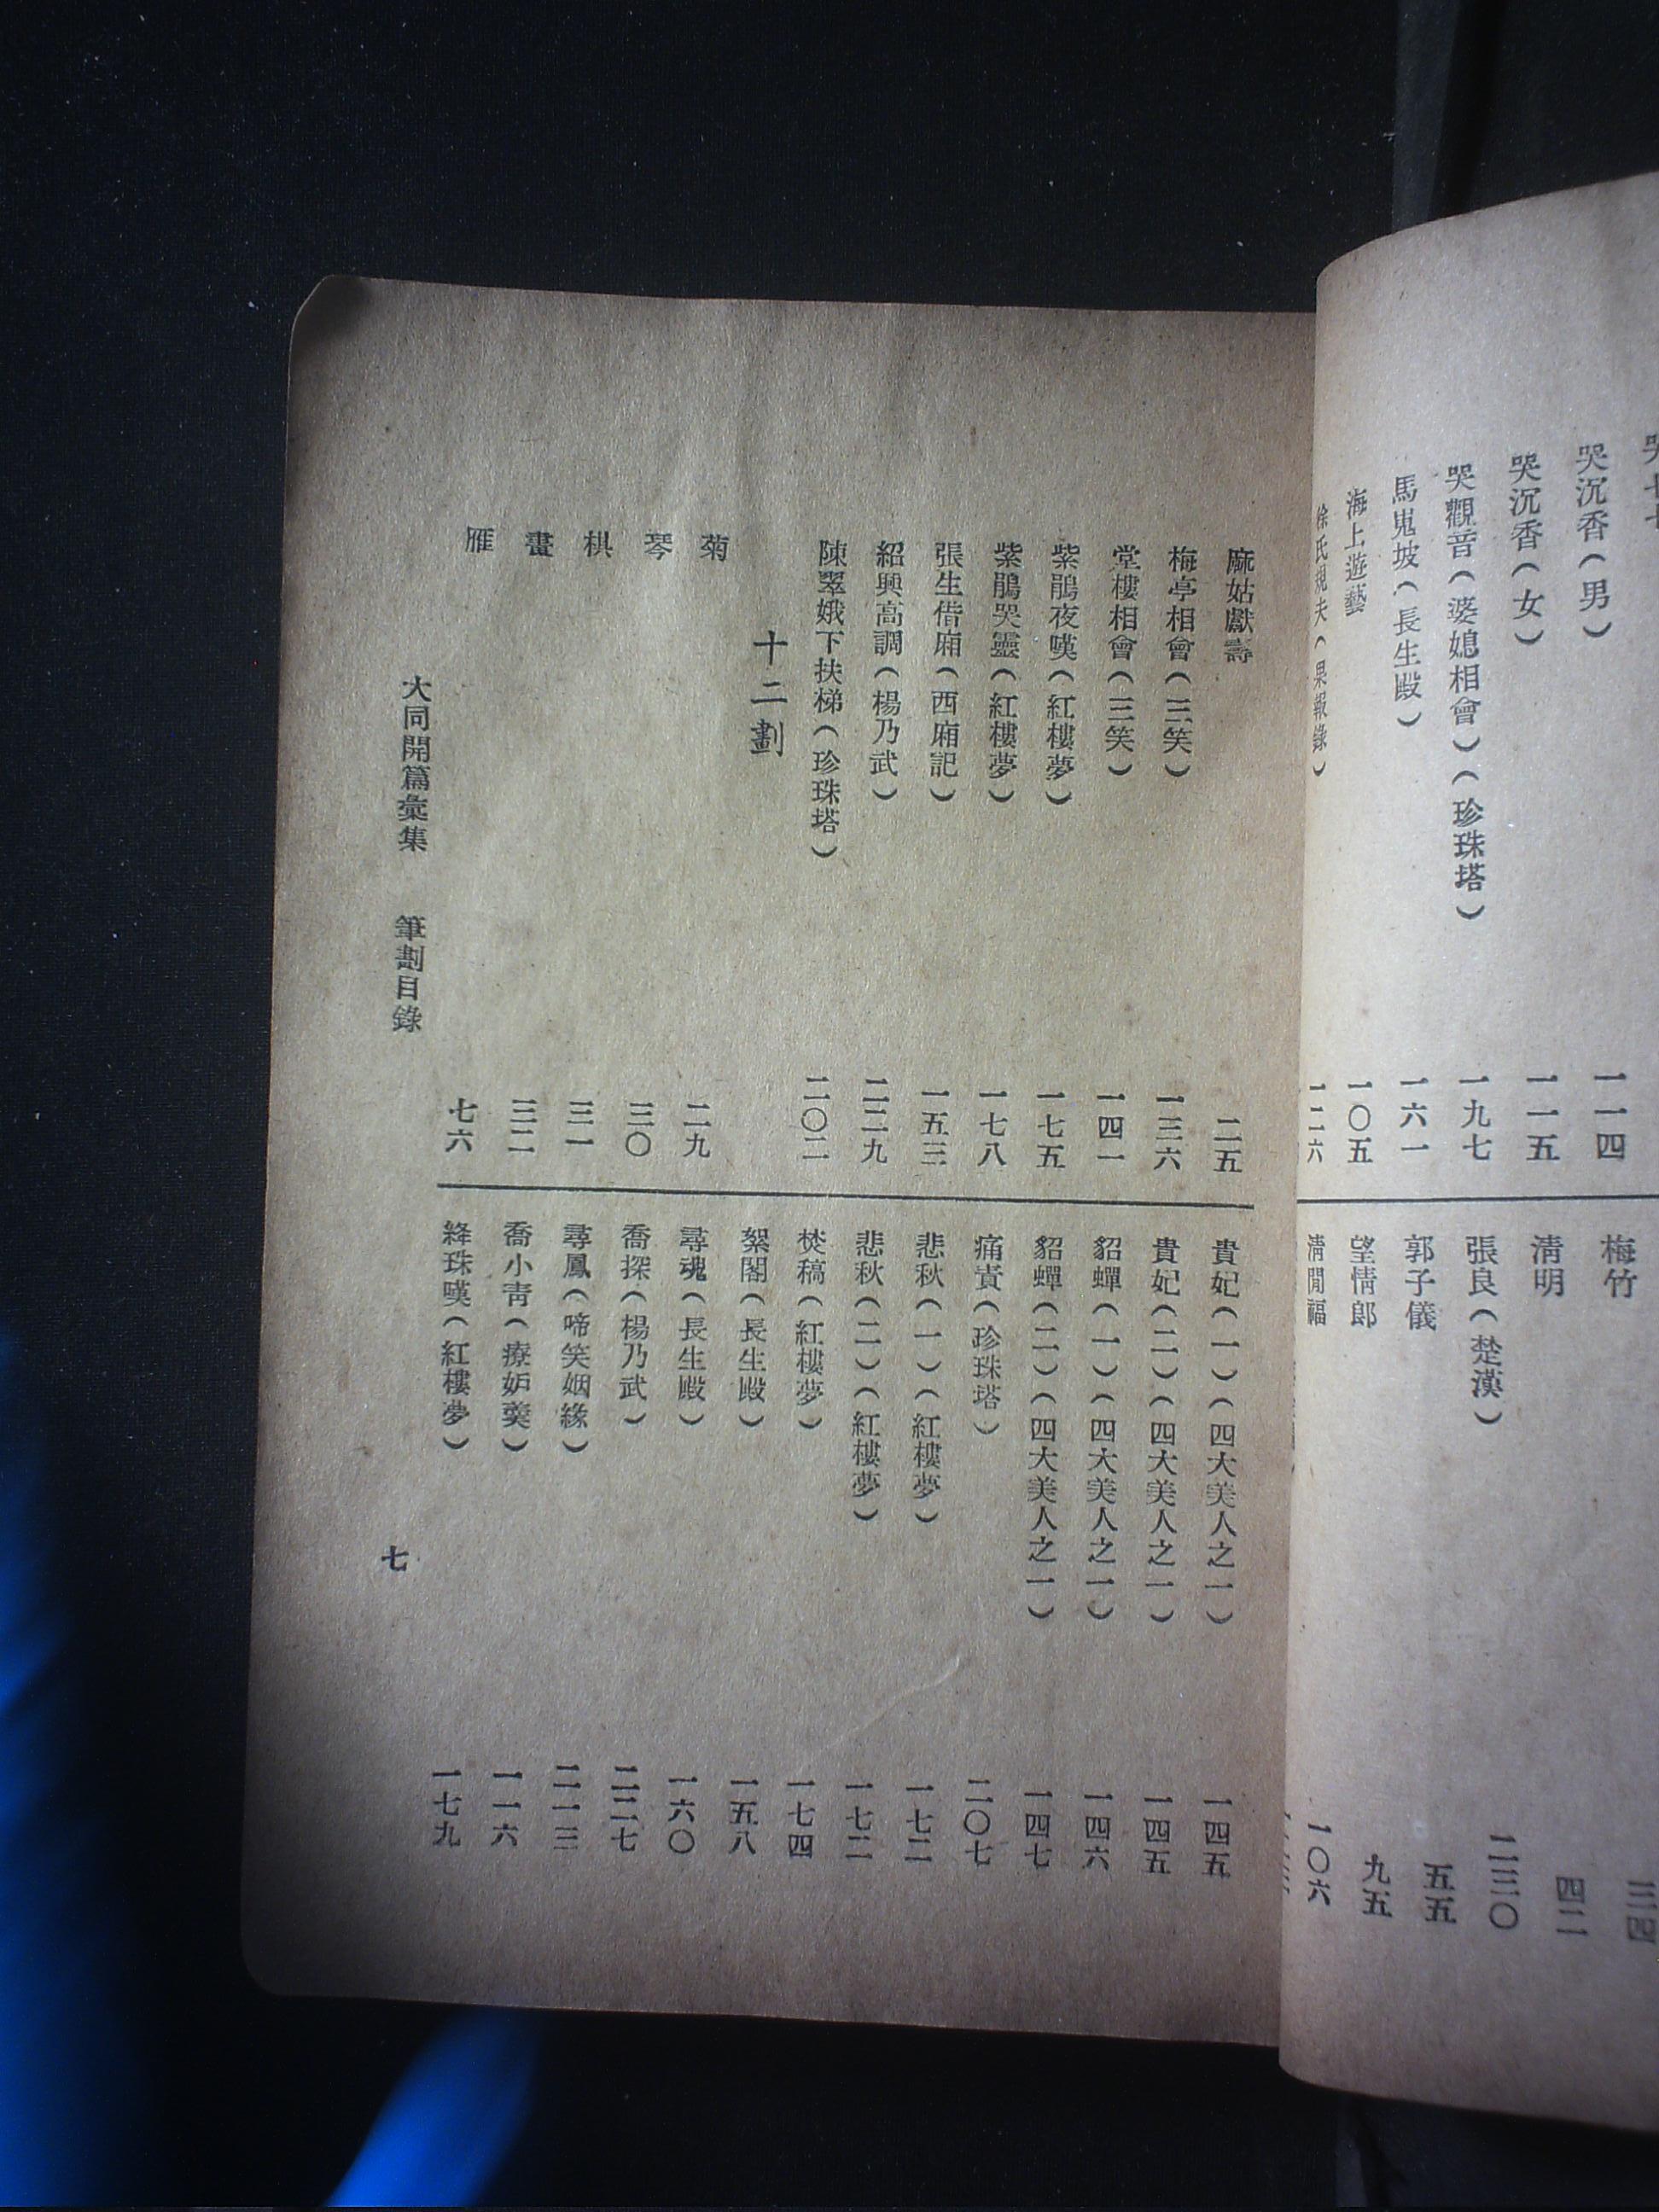 哭沉香（男）　一一四
哭沉香（女）　一一五
哭觀音（婆媳相會）（珍珠塔）　一九七
馬嵬坡（長生殿）　一六一
海上遊藝　一〇五
一二六
梅竹　三四
清明　四二
張良（楚漢）　二三〇
郭子儀　五五
望情郎　九五
清閒福　一〇六
麻姑獻壽　二五
梅亭相會（三笑）　一三六
堂樓相會（三笑）　一四一
紫鵑夜嘆（紅樓夢）　一七五
紫鵑哭靈（紅樓夢）　一七八
張生借廂（西廂記）　一五三
紹興高調（楊乃武）　二二九
陳翠娥下扶梯（珍珠塔）　二〇二
十二劃
菊　二九
琴　三〇
棋　三一
畫　三二
雁　七六
貴妃（一）（四大美人之一）　一四五
貴妃（二）（四大美人之一）　一四五
貂蟬（一）（四大美人之一）　一四六
貂蟬（二）（四大美人之一）　一四七
痛責（珍珠塔）　二〇七
悲秋（一）（紅樓夢）　一七二
悲秋（二）（紅樓夢）　一七二
焚稿（紅樓夢）　一七四
絮閣（長生殿）　一五八
尋魂（長生殿）　一六〇
喬探（楊乃武）　二二七
尋鳳（啼笑姻緣）　二一三
喬小靑（療妒羹）　一一六
絳珠嘆（紅樓夢）　一七九
大同開篇彙集　筆劃目錄　七